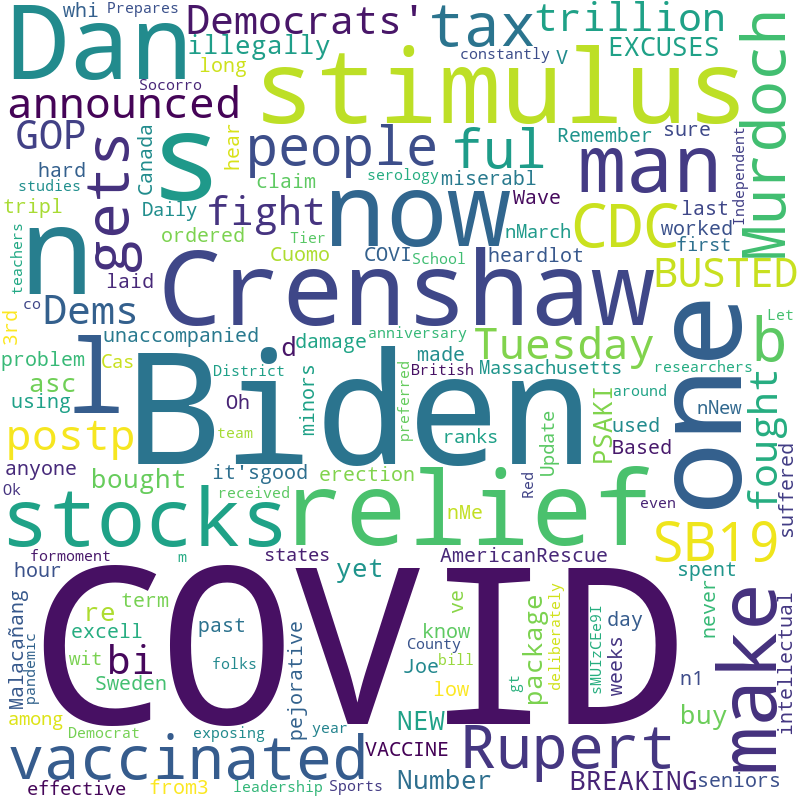 whi Prepares
Dan
Democrats'
tax
trillion
illegally
long
Socorro
constantly
V
EXCUSES
Murdoch
announced
stimulus
GOP
gets
Canada
s
hear
people
ful
Remember
sure
man
Independent
hard
studies
claim
serology
miserabl
tripl
Daily
fight
now
Wave
CDC
last
teachers
n
ordered
Tier
nMarch
worked
Cuomo
COVI
School
heardlot
first
laid
Crenshaw
BUSTED
co
Dems
3rd
unaccompanied
d
damage
anniversary
made
Tuesday
one
b
Let
problem
Cas
l
District
Biden
minors
preferred
British
Massachusetts
researchers
asc
using
Oh
PSAKI
nNew
around
fought
postp
team
ranks
Update
used
Based
anyone
bought
it'sgood
erection
suffered
Ok
received
Red
even
stocks
relief
nMe
SB19
formoment
m
states
AmericanRescue
hour
yet
spent
Malacañang
pandemic
re
term
COVID
ve
package
deliberately
sMUIzCEe9I
day
never
make
intellectual
excell
past
pejorative
know
County
weeks
bi
wit
folks
Joe
bill
Sweden
low
gt
n1
among
NEW
buy
Democrat
exposing
year
vaccinated
VACCINE
Rupert
effective
from3
leadership
Sports
Number
BREAKING
seniors